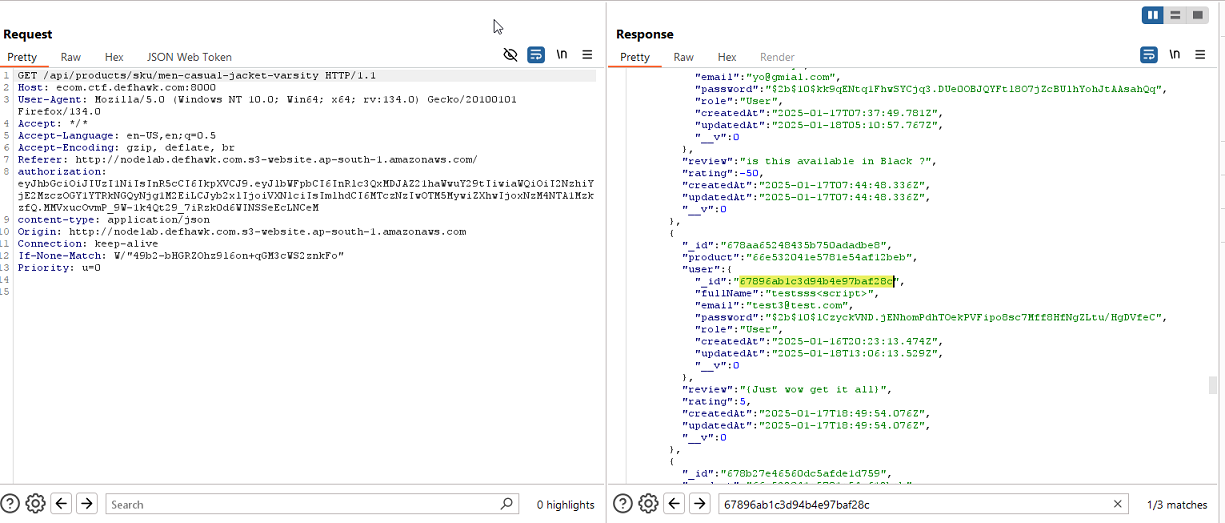 Request
Pretty Raw Hex JSON Web Token \n
1 GET /api/products/sku/men-casual-jacket-varsity HTTP/1.1
2 Host: ecom.ctf.defhawk.com:8000
3 User-Agent: Mozilla/5.0 (Windows NT 10.0; Win64; x64; rv:134.0) Gecko/20100101
Firefox/134.0
4 Accept: */*
5 Accept-Language: en-US,en;q=0.5
6 Accept-Encoding: gzip, deflate, br
7 Referer: http://nodelab.defhawk.com.s3-website.ap-south-1.amazonaws.com/
8 authorization:
9 content-type: application/json
10 Origin: http://nodelab.defhawk.com.s3-website.ap-south-1.amazonaws.com
11 Connection: keep-alive
12 If-None-Match: W/"49b2-bHGRZOhz9l6on+qGM3cWS2znkFo"
13 Priority: u=0
14
15
Search
0 highlights
Response
Pretty Raw Hex Render \n
"email":"yo@gmial.com",
"password":"$2b$10$kk9qENtqlFhwSYCjq3.DUeOOBJQYFt18O7jZcBUlhYohJtAAsahQq",
"role":"User",
"createdAt":"2025-01-17T07:37:49.781Z",
"updatedAt":"2025-01-18T05:10:57.767Z",
"__v":0
},
"review":"is this available in Black ?",
"rating":-50,
"createdAt":"2025-01-17T07:44:48.336Z",
"updatedAt":"2025-01-17T07:44:48.336Z",
"__v":0
},
{
"_id":"678aa65248435b750adadbe8",
"product":"66e532041e5781e54af12beb",
"user":{
"_id":"67896ab1c3d94b4e97baf28c",
"fullName":"testsss<script>",
"email":"test3@test.com",
"password":"$2b$10$lCzyckVND.jENhomPdhTOekPVFipo8sc7Mff8HfNgZLtu/HgDVfeC",
"role":"User",
"createdAt":"2025-01-16T20:23:13.474Z",
"updatedAt":"2025-01-18T13:06:13.529Z",
"__v":0
},
"review":"{Just wow get it all}",
"rating":5,
"createdAt":"2025-01-17T18:49:54.076Z",
"updatedAt":"2025-01-17T18:49:54.076Z",
"__v":0
},
{
"_id":"678b27e46560dc5afde1d759",
67896ab1c3d94b4e97baf28c
1/3 matches